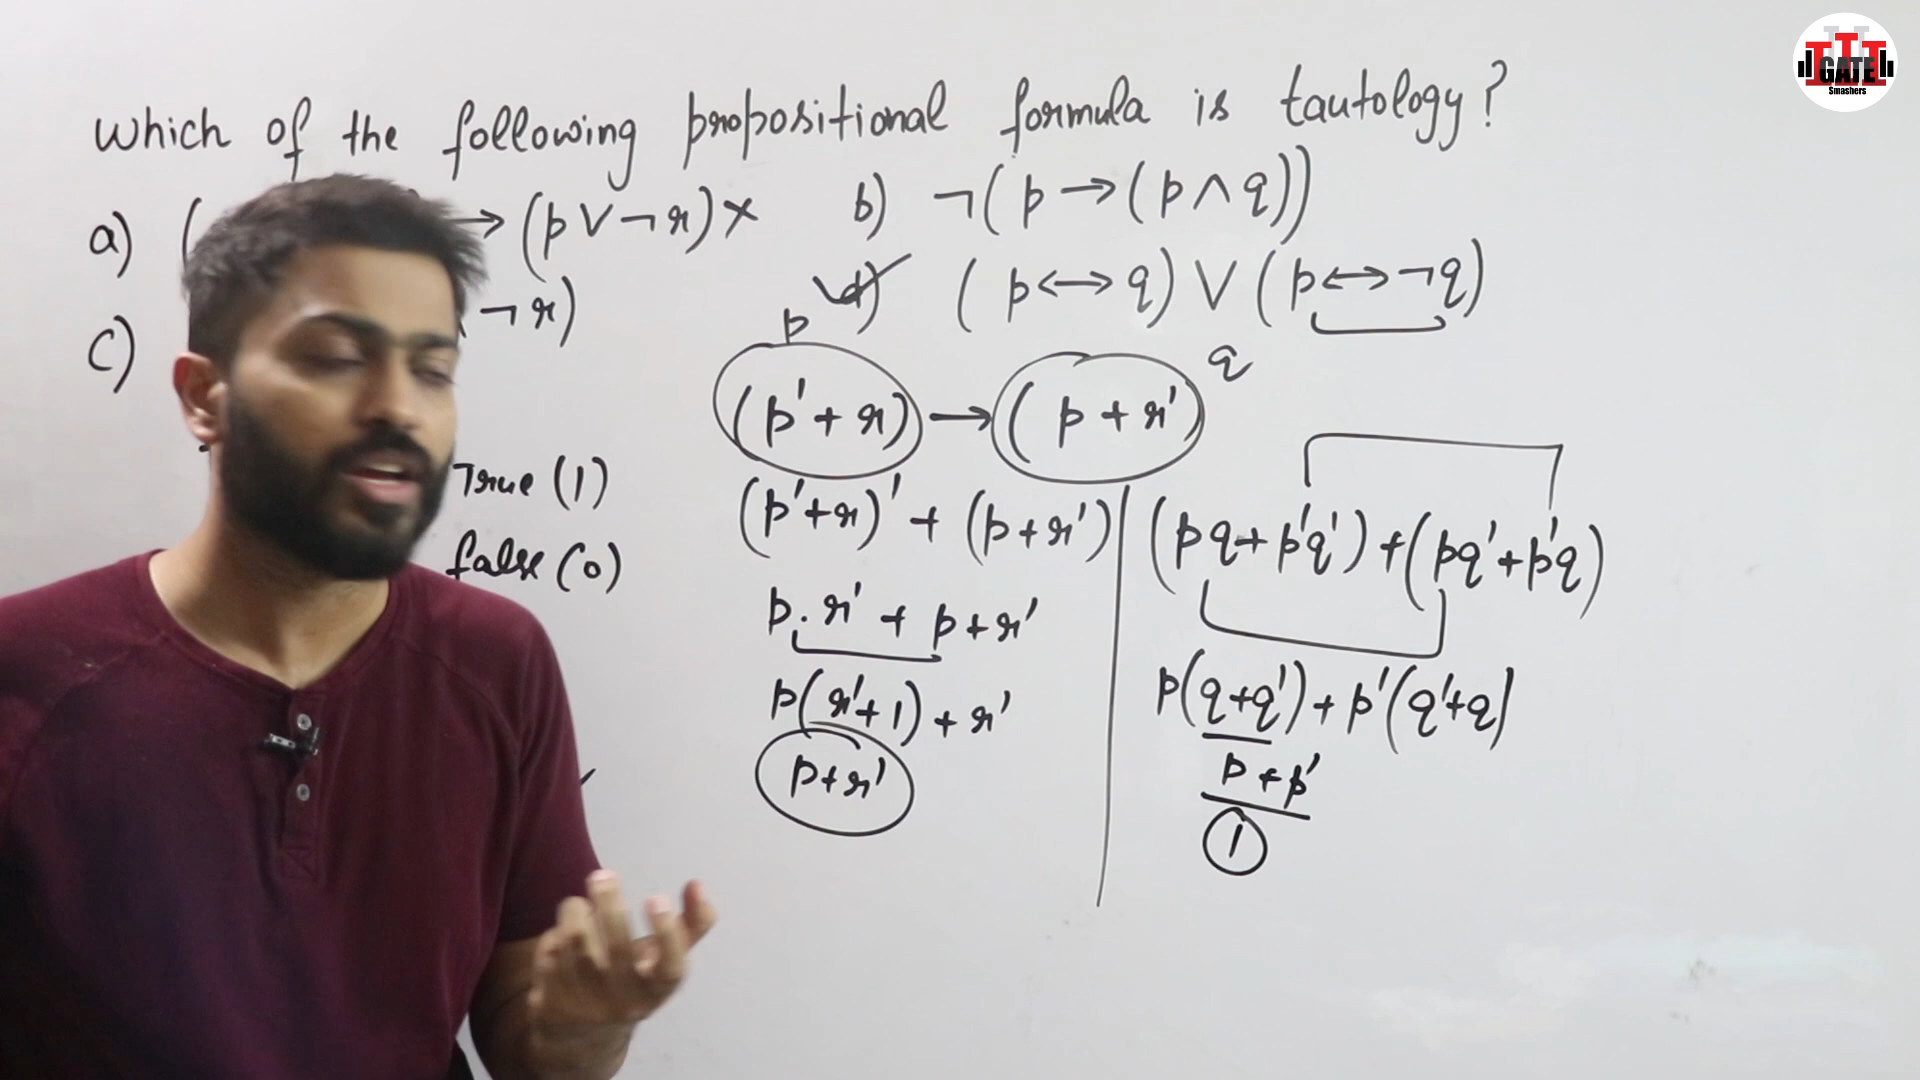 Which of the following propositional formula is tautology?
a) ( → (p ∨ ¬r) ×
b) ¬(p → (p ∧ q))
c) ¬r)
d) (p ↔ q) ∨ (p ↔ ¬q)
p
q
(p' + r) → (p + r')
True (1)
false (0)
(p'+r)' + (p+r')
p . r' + p + r'
p(r'+1) + r'
p+r'
(pq + p'q') + (pq' + p'q)
p(q+q') + p'(q'+q)
p + p'
1
GATE
Smashers